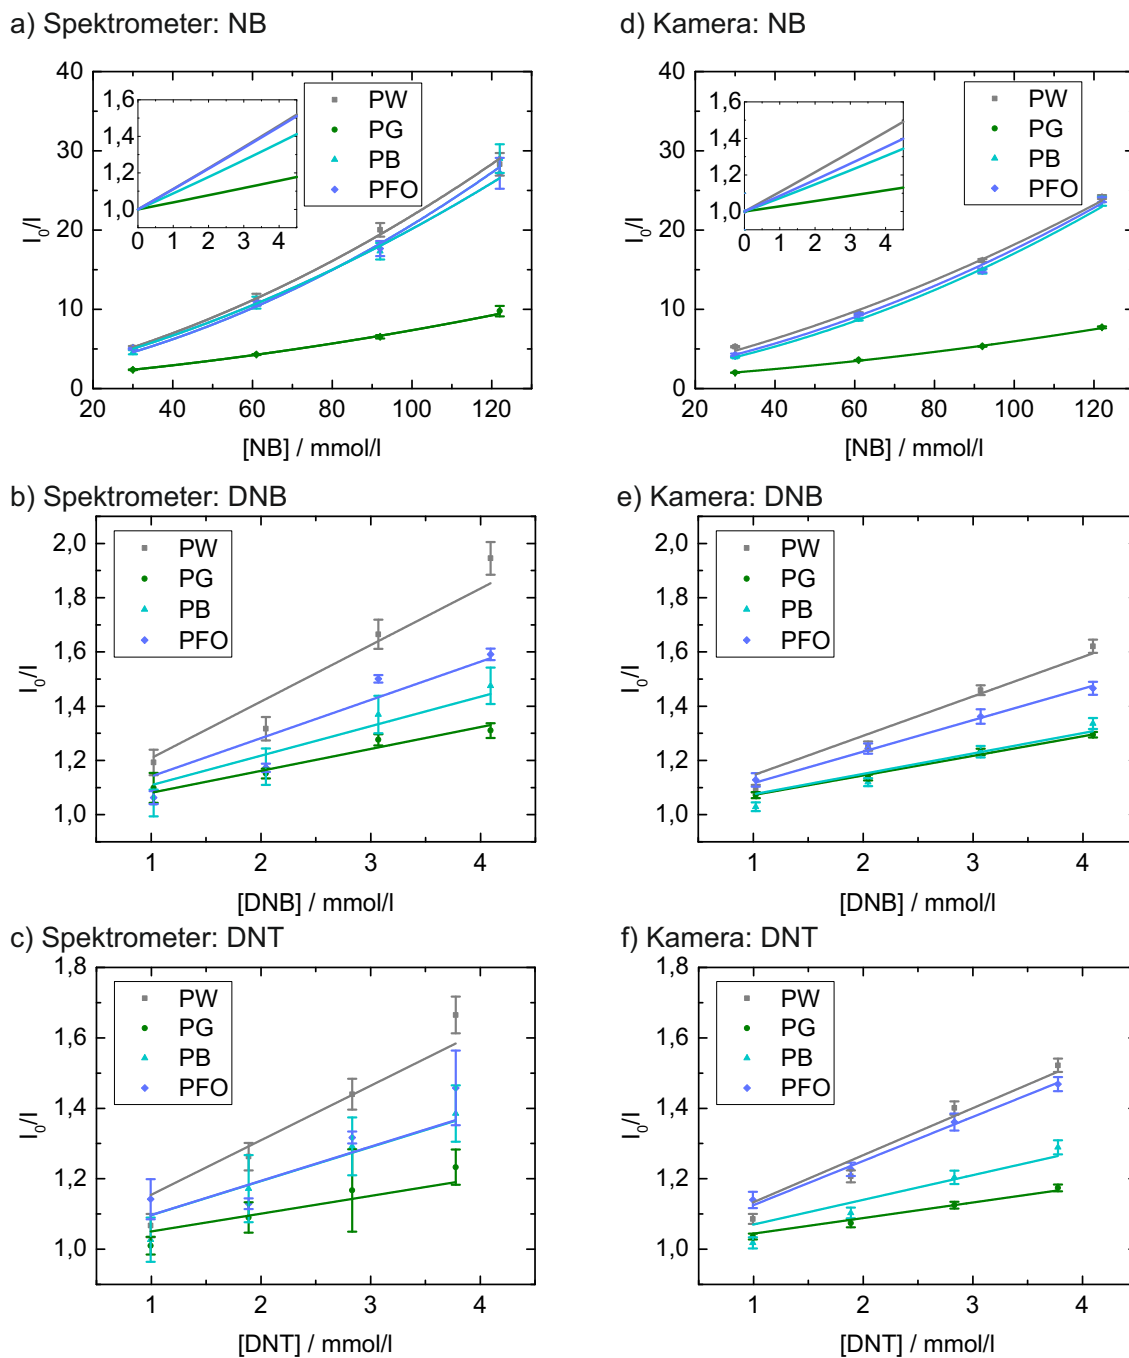 a) Spektrometer: NB
40
30
20
10
0
I0/I
1,6
1,4
1,2
1,0
0 1 2 3 4
PW
PG
PB
PFO
20 40 60 80 100 120
[NB] / mmol/l
d) Kamera: NB
40
30
20
10
0
I0/I
1,6
1,4
1,2
1,0
0 1 2 3 4
PW
PG
PB
PFO
20 40 60 80 100 120
[NB] / mmol/l
b) Spektrometer: DNB
2,0
1,8
1,6
1,4
1,2
1,0
I0/I
PW
PG
PB
PFO
1 2 3 4
[DNB] / mmol/l
e) Kamera: DNB
2,0
1,8
1,6
1,4
1,2
1,0
I0/I
PW
PG
PB
PFO
1 2 3 4
[DNB] / mmol/l
c) Spektrometer: DNT
1,8
1,6
1,4
1,2
1,0
I0/I
PW
PG
PB
PFO
1 2 3 4
[DNT] / mmol/l
f) Kamera: DNT
1,8
1,6
1,4
1,2
1,0
I0/I
PW
PG
PB
PFO
1 2 3 4
[DNT] / mmol/l